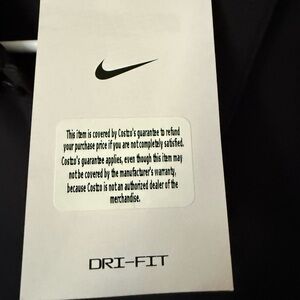 This item is covered by Costco's guarantee to refund
your purchase price if you are not completely satisfied.
Costco's guarantee applies, even though this item may
not be covered by the manufacturer's warranty,
because Costco is not an authorized dealer of the
merchandise.
DRI-FIT